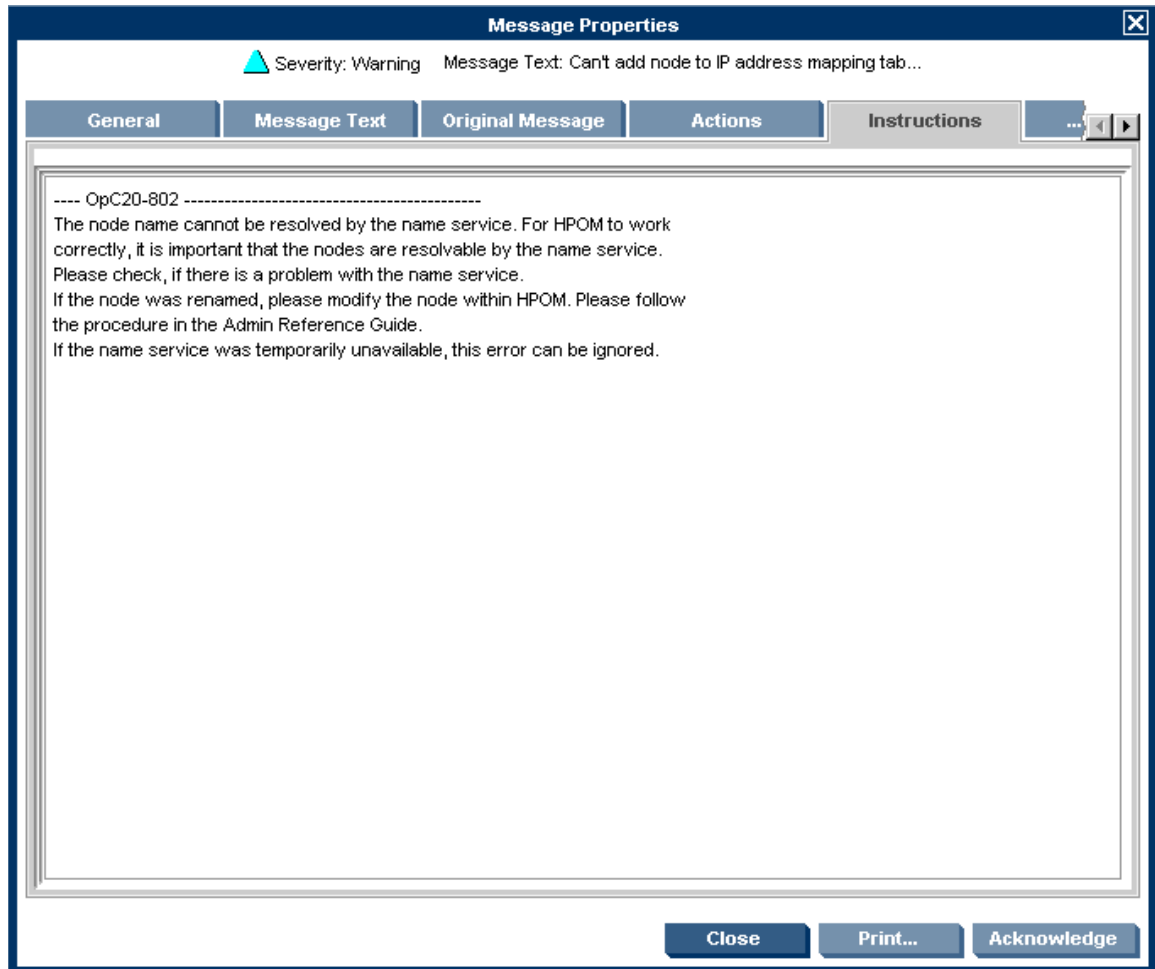 Message Properties
Severity: Warning Message Text: Can't add node to IP address mapping tab...
General Message Text Original Message Actions Instructions ...
---- OpC20-802 --------------------------------------------
The node name cannot be resolved by the name service. For HPOM to work
correctly, it is important that the nodes are resolvable by the name service.
Please check, if there is a problem with the name service.
If the node was renamed, please modify the node within HPOM. Please follow
the procedure in the Admin Reference Guide.
If the name service was temporarily unavailable, this error can be ignored.
Close Print... Acknowledge